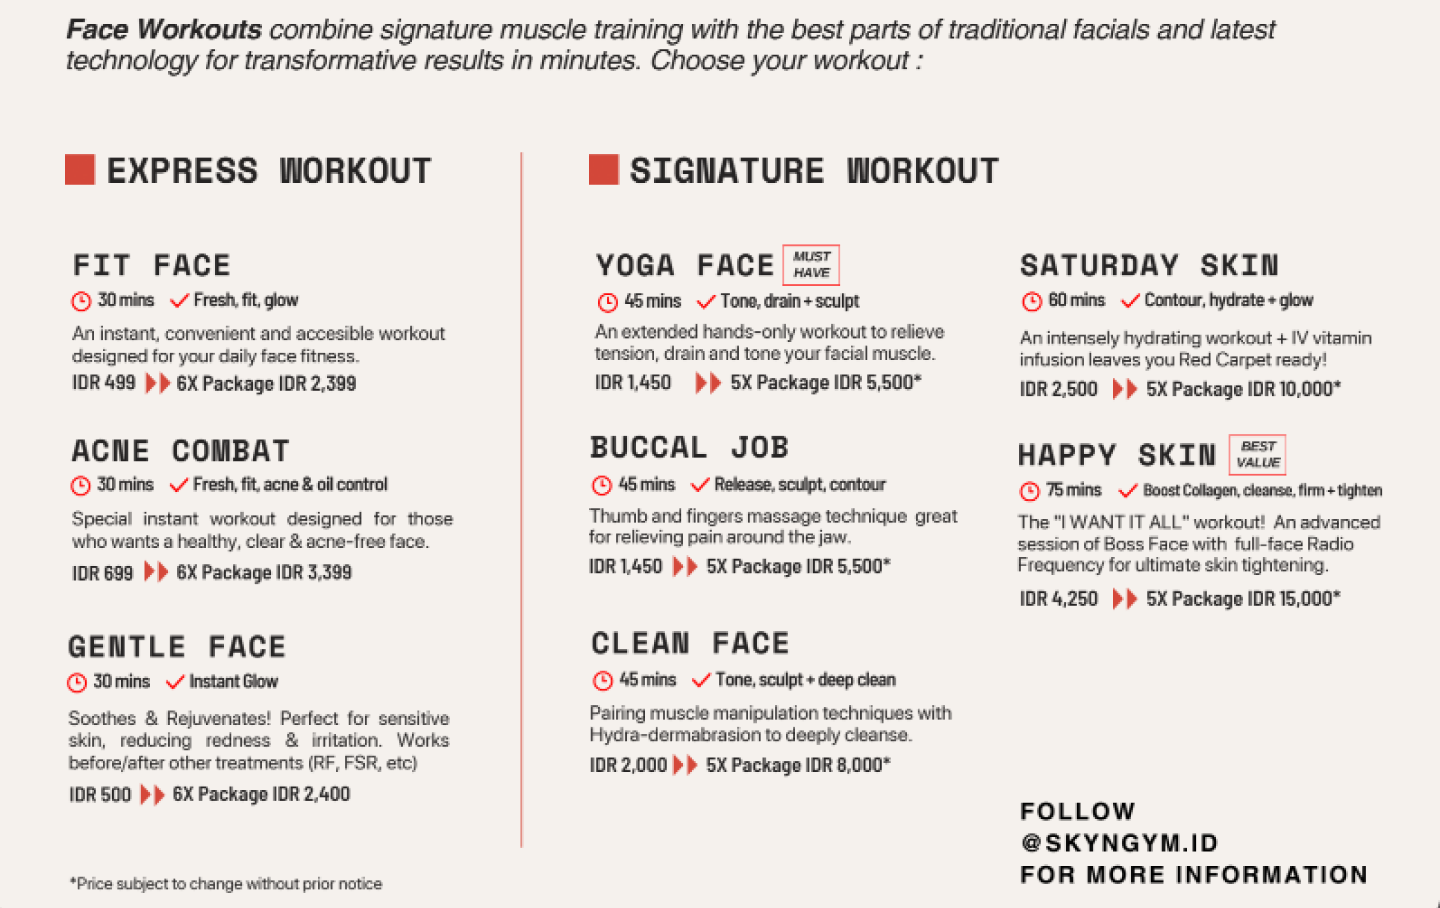 Face Workouts combine signature muscle training with the best parts of traditional facials and latest
technology for transformative results in minutes. Choose your workout :
EXPRESS WORKOUT
FIT FACE
30 mins Fresh, fit, glow
An instant, convenient and accesible workout
designed for your daily face fitness.
IDR 499 6X Package IDR 2,399
ACNE COMBAT
30 mins Fresh, fit, acne & oil control
Special instant workout designed for those
who wants a healthy, clear & acne-free face.
IDR 699 6X Package IDR 3,399
GENTLE FACE
30 mins Instant Glow
Soothes & Rejuvenates! Perfect for sensitive
skin, reducing redness & irritation. Works
before/after other treatments (RF, FSR, etc)
IDR 500 6X Package IDR 2,400
*Price subject to change without prior notice
SIGNATURE WORKOUT
YOGA FACE
MUST
HAVE
45 mins Tone, drain + sculpt
An extended hands-only workout to relieve
tension, drain and tone your facial muscle.
IDR 1,450 5X Package IDR 5,500*
BUCCAL JOB
45 mins Release, sculpt, contour
Thumb and fingers massage technique great
for relieving pain around the jaw.
IDR 1,450 5X Package IDR 5,500*
CLEAN FACE
45 mins Tone, sculpt + deep clean
Pairing muscle manipulation techniques with
Hydra-dermabrasion to deeply cleanse.
IDR 2,000 5X Package IDR 8,000*
SATURDAY SKIN
60 mins Contour, hydrate + glow
An intensely hydrating workout + IV vitamin
infusion leaves you Red Carpet ready!
IDR 2,500 5X Package IDR 10,000*
HAPPY SKIN
BEST
VALUE
75 mins Boost Collagen, cleanse, firm + tighten
The "I WANT IT ALL" workout! An advanced
session of Boss Face with full-face Radio
Frequency for ultimate skin tightening.
IDR 4,250 5X Package IDR 15,000*
FOLLOW
@SKYNGYM.ID
FOR MORE INFORMATION